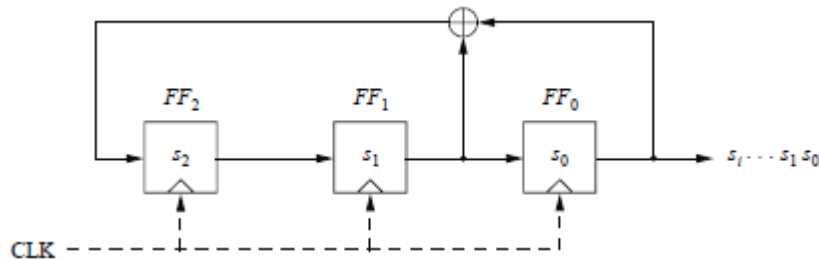 FF₂ FF₁ FF₀
s₂ s₁ s₀ sᵢ · · · s₁ s₀
CLK